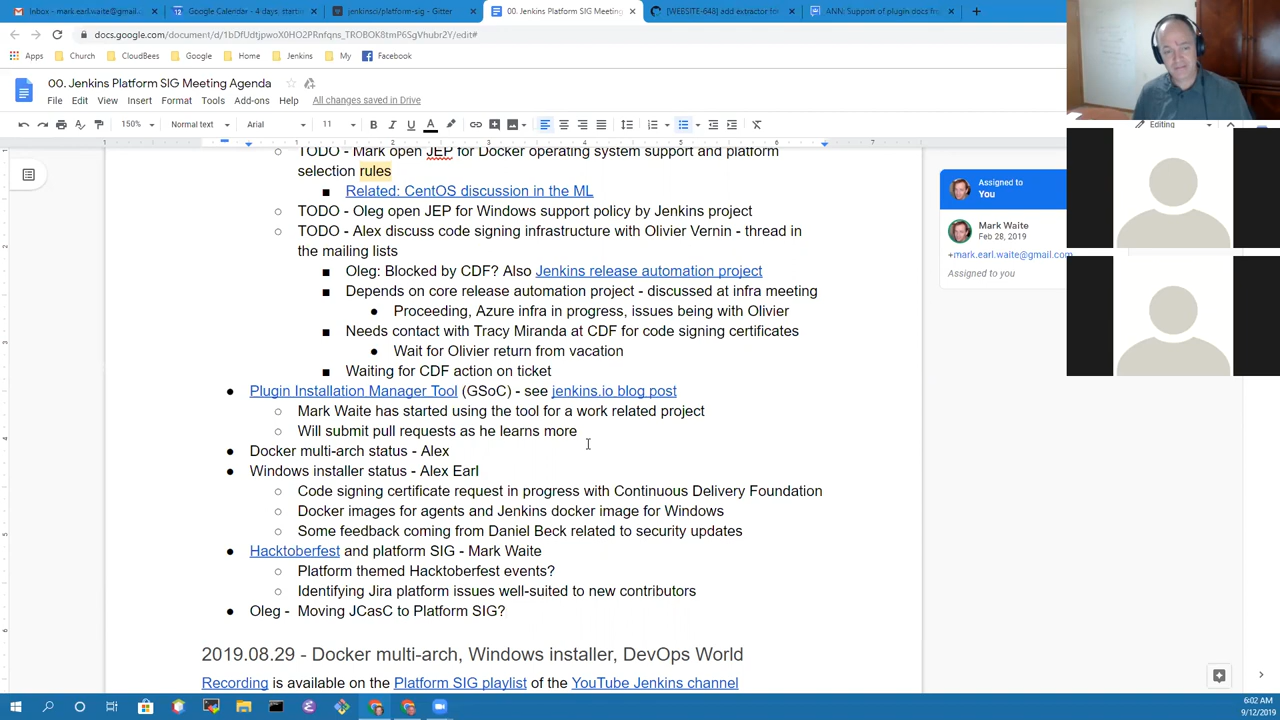 Inbox - mark.earl.waite@gmail.com
Google Calendar - 4 days, starting
jenkinsci/platform-sig - Gitter
00. Jenkins Platform SIG Meeting
[WEBSITE-648] add extractor for
ANN: Support of plugin docs fro
docs.google.com/document/d/1bDfUdtjpwoX0HO2PRnfqns_TROBOK8tmP6SgVhubr2Y/edit#
Apps Church CloudBees Google Home Jenkins My Facebook
00. Jenkins Platform SIG Meeting Agenda
File Edit View Insert Format Tools Add-ons Help All changes saved in Drive
150% Normal text Arial 11 B I U A Editing
1 1 2 3 4 5 6 7
TODO - Mark open JEP for Docker operating system support and platform
selection rules
Related: CentOS discussion in the ML
TODO - Oleg open JEP for Windows support policy by Jenkins project
TODO - Alex discuss code signing infrastructure with Olivier Vernin - thread in
the mailing lists
Oleg: Blocked by CDF? Also Jenkins release automation project
Depends on core release automation project - discussed at infra meeting
Proceeding, Azure infra in progress, issues being with Olivier
Needs contact with Tracy Miranda at CDF for code signing certificates
Wait for Olivier return from vacation
Waiting for CDF action on ticket
Plugin Installation Manager Tool (GSoC) - see jenkins.io blog post
Mark Waite has started using the tool for a work related project
Will submit pull requests as he learns more
Docker multi-arch status - Alex
Windows installer status - Alex Earl
Code signing certificate request in progress with Continuous Delivery Foundation
Docker images for agents and Jenkins docker image for Windows
Some feedback coming from Daniel Beck related to security updates
Hacktoberfest and platform SIG - Mark Waite
Platform themed Hacktoberfest events?
Identifying Jira platform issues well-suited to new contributors
Oleg - Moving JCasC to Platform SIG?
2019.08.29 - Docker multi-arch, Windows installer, DevOps World
Recording is available on the Platform SIG playlist of the YouTube Jenkins channel
Assigned to
You
Mark Waite
Feb 28, 2019
+mark.earl.waite@gmail.com
Assigned to you
6:02 AM
9/12/2019